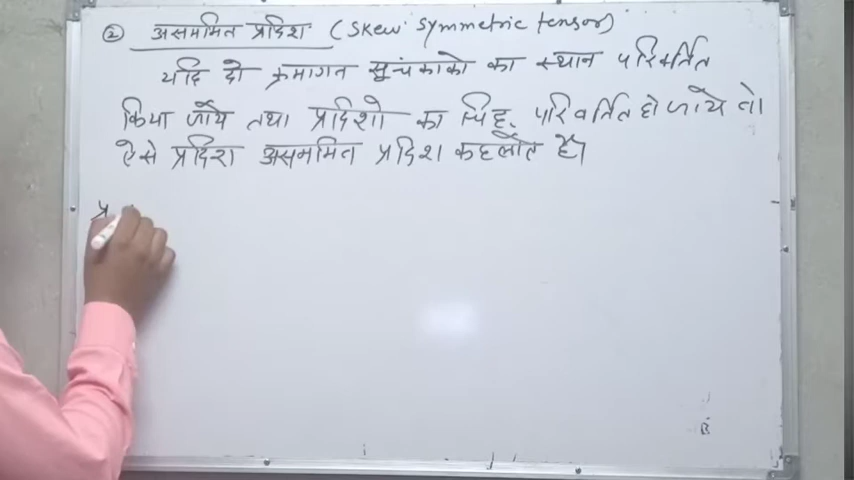 ② असममित प्रदिश (Skew symmetric tensor)
यदि दो क्रमागत सूचकांको का स्थान परिवर्तित
किया जाये तथा प्रदिशो का चिह्न परिवर्तित हो जाये तो
ऐसे प्रदिश असममित प्रदिश कहलाते है।
प्र